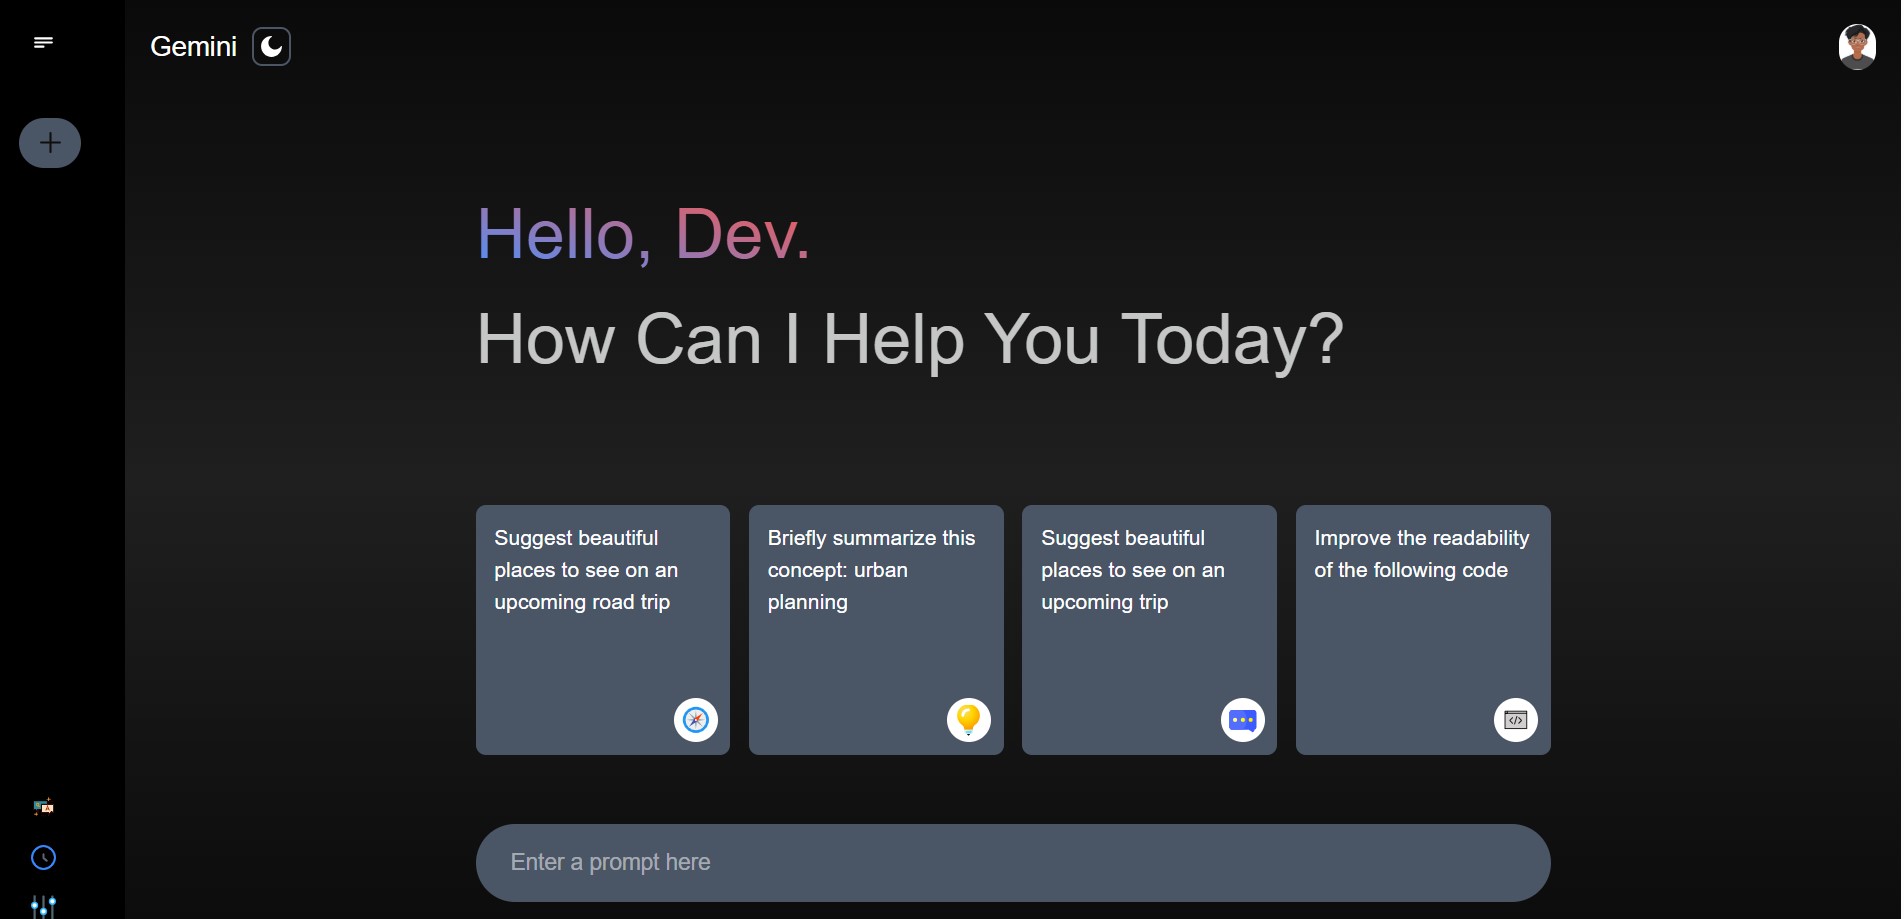 Gemini
Hello, Dev.
How Can I Help You Today?
Suggest beautiful
places to see on an
upcoming road trip
Briefly summarize this
concept: urban
planning
Suggest beautiful
places to see on an
upcoming trip
Improve the readability
of the following code
Enter a prompt here